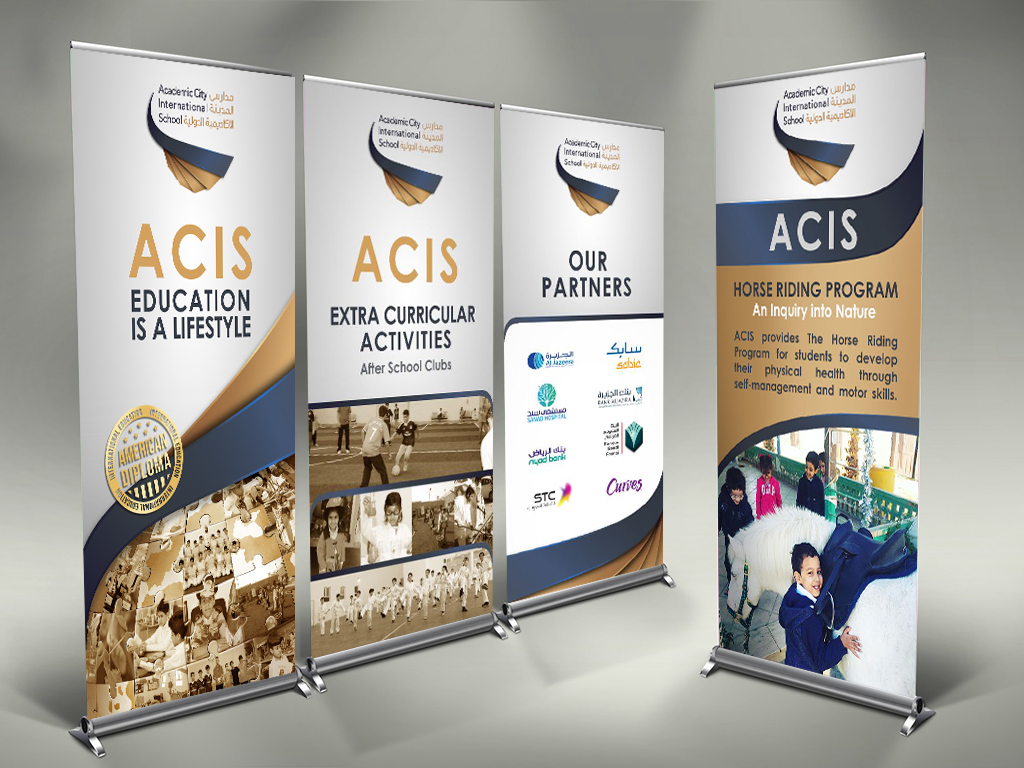 Academic City مدارس
International المدينة
School الأكاديمية الدولية
ACIS
EDUCATION
IS A LIFESTYLE
INTERNATIONAL EDUCATION
AMERICAN
DIPLOMA
INTERNATIONAL EDUCATION
Academic City مدارس
International المدينة
School الأكاديمية الدولية
ACIS
EXTRA CURRICULAR
ACTIVITIES
After School Clubs
Academic City مدارس
International المدينة
School الأكاديمية الدولية
OUR
PARTNERS
الجزيرة
Al Jazeera
سابك
sabic
مستشفى سند
SANAD HOSPITAL
بنك الجزيرة
BANK ALJAZIRA
بنك الرياض
riyad bank
STC
Curves
Academic City مدارس
International المدينة
School الأكاديمية الدولية
ACIS
HORSE RIDING PROGRAM
An Inquiry into Nature
ACIS provides The Horse Riding
Program for students to develop
their physical health through
self-management and motor skills.